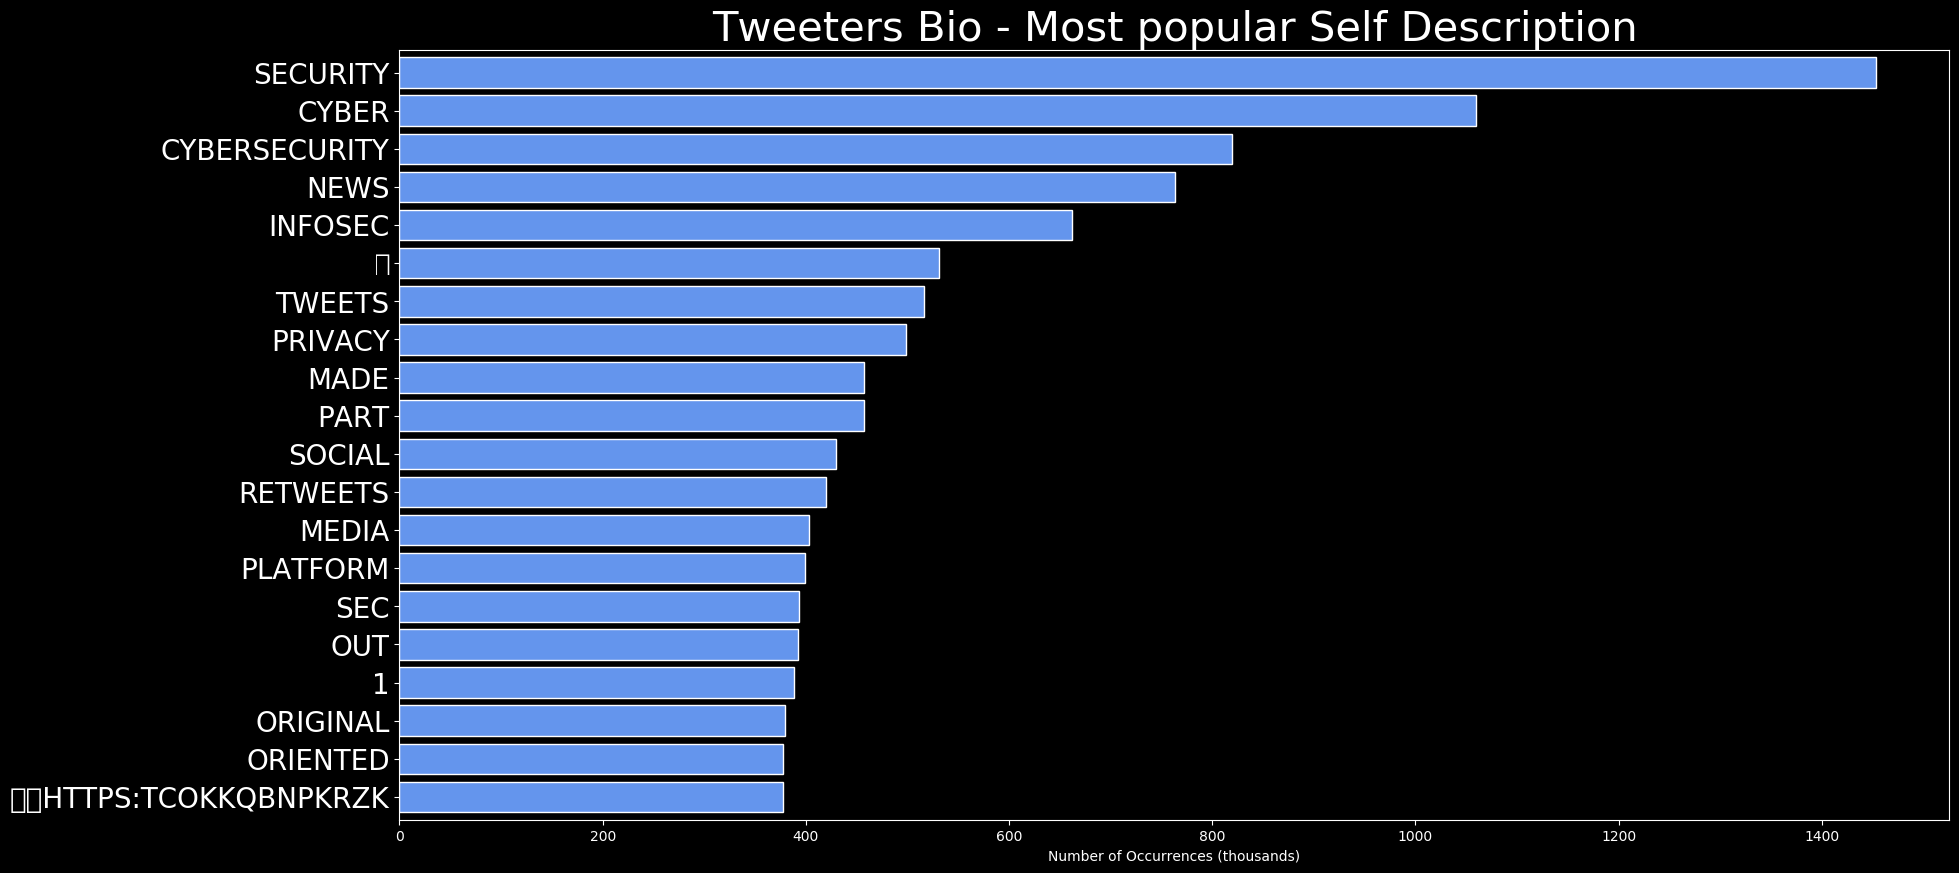 Tweeters Bio - Most popular Self Description
SECURITY
CYBER
CYBERSECURITY
NEWS
INFOSEC
TWEETS
PRIVACY
MADE
PART
SOCIAL
RETWEETS
MEDIA
PLATFORM
SEC
OUT
1
ORIGINAL
ORIENTED
HTTPS:TCOKKQBNPKRZK
0 200 400 600 800 1000 1200 1400
Number of Occurrences (thousands)